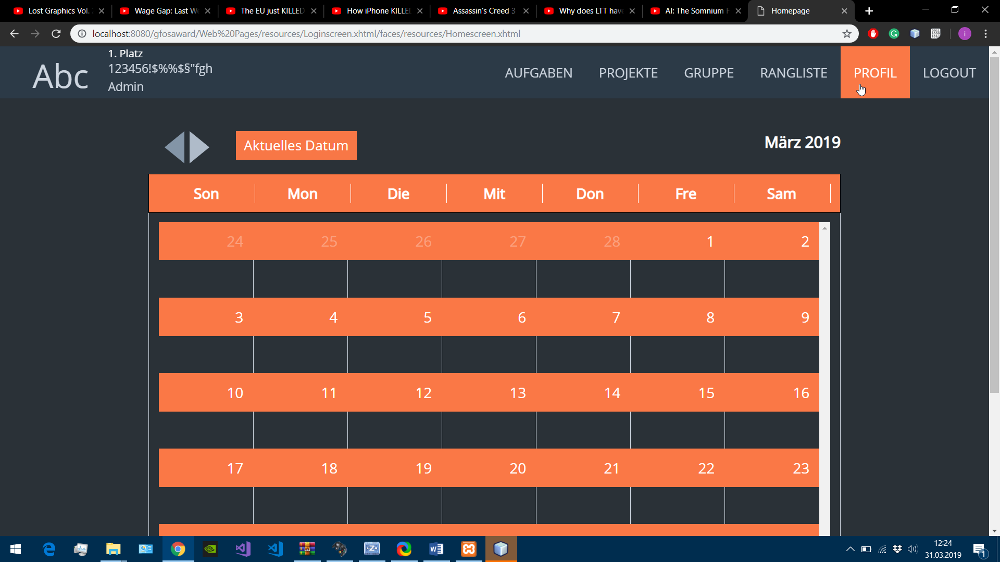 Lost Graphics Vol.
Wage Gap: Last We
The EU just KILLED
How iPhone KILLE
Assassin's Creed 3
Why does LTT hav
AI: The Somnium F
Homepage
localhost:8080/gfosaward/Web%20Pages/resources/Loginscreen.xhtml/faces/resources/Homescreen.xhtml
Abc
1. Platz
123456!$%%$§"fgh
Admin
AUFGABEN PROJEKTE GRUPPE RANGLISTE PROFIL LOGOUT
Aktuelles Datum
März 2019
Son Mon Die Mit Don Fre Sam
24 25 26 27 28 1 2
3 4 5 6 7 8 9
10 11 12 13 14 15 16
17 18 19 20 21 22 23
12:24
31.03.2019
1